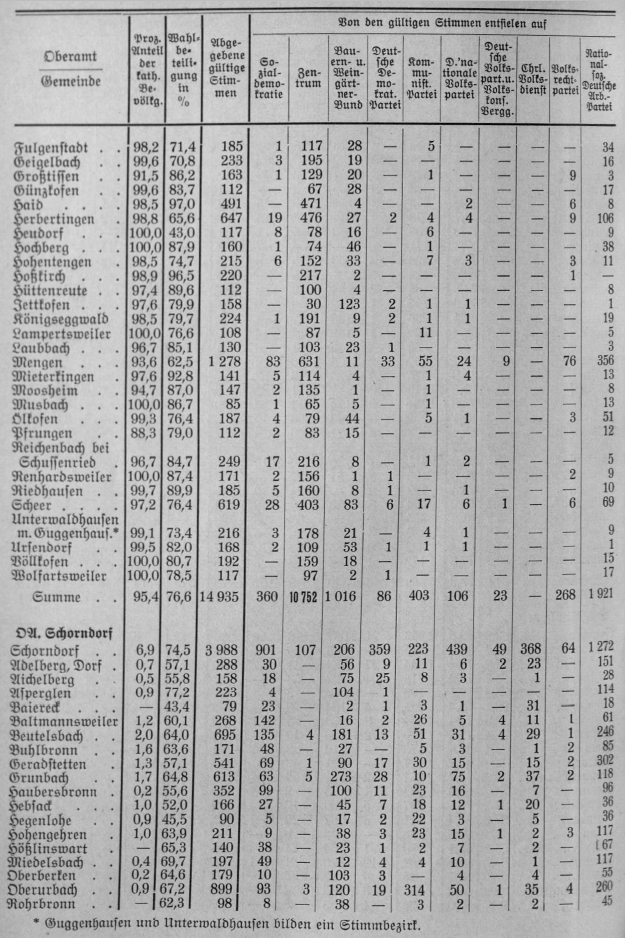 Oberamt
Gemeinde
Proz. Anteil der kath. Bevölkg.
Wahlbeteiligung in %
Abgegebene gültige Stimmen
Von den gültigen Stimmen entfielen auf
Sozialdemokratie
Zentrum
Bauern- u. Weingärtner-Bund
Deutsche Demokrat. Partei
Kommunist. Partei
D.'nationale Volkspartei
Deutsche Volkspart. u. Volkskons. Vergg.
Chrl. Volksdienst
Volksrechtpartei
National-soz. Deutsche Arb.-Partei
Fulgenstadt . . 98,2 71,4 185 1 117 28 — 5 — — — — 34
Geigelbach . . 99,6 70,8 233 3 195 19 — — — — — — 16
Großtissen . . 91,5 86,2 163 1 129 20 — 1 — — — 9 3
Günzkofen . . 99,6 83,7 112 — 67 28 — — — — — — 17
Haid . . . . 98,5 97,0 491 — 471 4 — — 2 — — 6 8
Herbertingen . 98,8 65,6 647 19 476 27 2 4 4 — — 9 106
Heudorf . . . 100,0 43,0 117 8 78 16 — 6 — — — — 9
Hochberg . . . 100,0 87,9 160 1 74 46 — 1 — — — — 38
Hohentengen . 98,5 74,7 215 6 152 33 — 7 3 — — 3 11
Hoßkirch . . . 98,9 96,5 220 — 217 2 — — — — — 1 —
Hüttenreute . . 97,4 89,6 112 — 100 4 — — — — — — 8
Jettkofen . . . 97,6 79,9 158 — 30 123 2 1 1 — — — 1
Königseggwald 98,5 79,7 224 1 191 9 2 1 1 — — — 19
Lampertsweiler 100,0 76,6 108 — 87 5 — 11 — — — — 5
Laubbach . . . 96,7 85,1 130 — 103 23 1 — — — — — 3
Mengen . . . 93,6 62,5 1 278 83 631 11 33 55 24 9 — 76 356
Mieterkingen . 97,6 92,8 141 5 114 4 — 1 4 — — — 13
Moosheim . . 94,7 87,0 147 2 135 1 — 1 — — — — 8
Musbach . . . 100,0 86,7 85 1 65 5 — 1 — — — — 13
Ölkofen . . . 99,3 76,4 187 4 79 44 — 5 1 — — 3 51
Pfrungen . . 88,3 79,0 112 2 83 15 — — — — — — 12
Reichenbach bei
Schussenried . 96,7 84,7 249 17 216 8 — 1 2 — — — 5
Renhardsweiler 100,0 87,4 171 2 156 1 1 — — — — 2 9
Riedhausen . . 99,7 89,9 185 5 160 8 1 — 1 — — — 10
Scheer . . . . 97,2 76,4 619 28 403 83 6 17 6 1 — 6 69
Unterwaldhausen
m. Guggenhaus.* 99,1 73,4 216 3 178 21 — 4 1 — — — 9
Ursendorf . . 99,5 82,0 168 2 109 53 1 1 1 — — — 1
Völlkofen . . 100,0 80,7 192 — 159 18 — — — — — — 15
Wolfartsweiler 100,0 78,5 117 — 97 2 1 — — — — — 17
Summe . . 95,4 76,6 14 935 360 10 752 1 016 86 403 106 23 — 268 1 921
OA. Schorndorf
Schorndorf . . 6,9 74,5 3 988 901 107 206 359 223 439 49 368 64 1 272
Adelberg, Dorf . 0,7 57,1 288 30 — 56 9 11 6 2 23 — 151
Aichelberg . . 0,5 55,8 158 18 — 75 25 8 3 — 1 — 28
Asperglen . . 0,9 77,2 223 4 — 104 1 — — — — — 114
Baiereck . . . — 43,4 79 23 — 2 1 3 1 — 31 — 18
Baltmannsweiler 1,2 60,1 268 142 — 16 2 26 5 4 11 1 61
Beutelsbach . . 2,0 64,0 695 135 4 181 13 51 31 4 29 1 246
Buhlbronn . . 1,6 63,6 171 48 — 27 — 5 3 — 1 2 85
Geradstetten . 1,3 57,1 541 69 1 90 17 30 15 — 15 2 302
Grunbach . . 1,7 64,8 613 63 5 273 28 10 75 2 37 2 118
Haubersbronn . 0,2 55,6 352 99 — 100 11 23 16 — 7 — 96
Hebsack . . . 1,0 52,0 166 27 — 45 7 18 12 1 20 — 36
Hegenlohe . . 0,9 45,5 90 5 — 17 2 22 3 — 5 — 36
Hohengehren . 1,0 63,9 211 9 — 38 3 23 15 1 2 3 117
Hößlinswart . — 65,3 140 38 — 23 1 2 7 — 2 — 67
Miedelsbach . . 0,4 69,7 197 49 — 12 4 4 10 — 1 — 117
Oberberken . . 0,2 64,6 179 10 — 103 3 — 4 — 4 — 55
Oberurbach . . 0,9 67,2 899 93 3 120 19 314 50 1 35 4 260
Rohrbronn . . — 62,3 98 8 — 38 — 3 2 — 2 — 45
* Guggenhausen und Unterwaldhausen bilden ein Stimmbezirk.